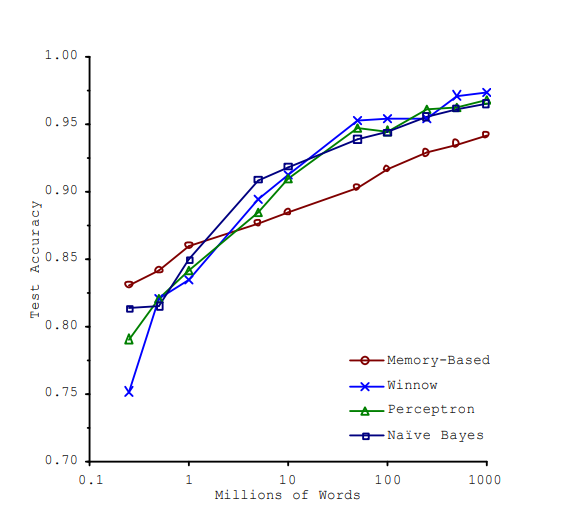 1.00
0.95
0.90
0.85
0.80
0.75
0.70
Test Accuracy
Memory-Based
Winnow
Perceptron
Naïve Bayes
0.1 1 10 100 1000
Millions of Words